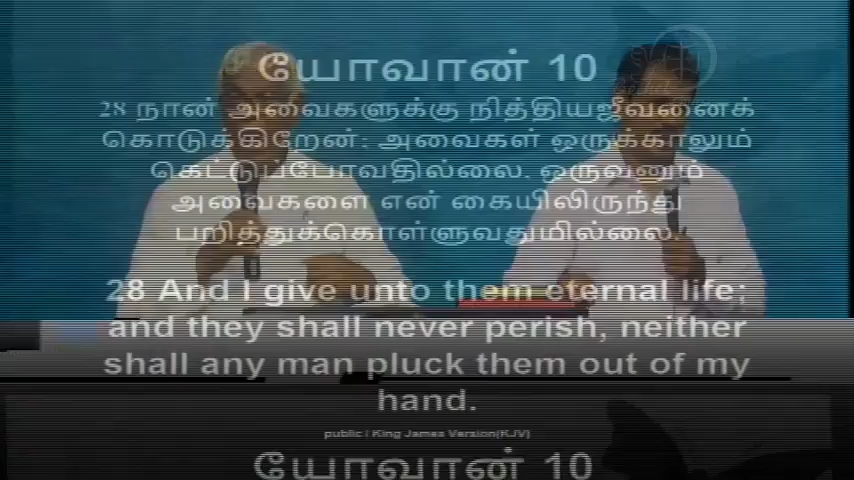 யோவான் 10
28 நான் அவைகளுக்கு நித்தியஜீவனைக்
கொடுக்கிறேன்: அவைகள் ஒருக்காலும்
கெட்டுப்போவதில்லை. ஒருவனும்
அவைகளை என் கையிலிருந்து
பறித்துக்கொள்ளுவதுமில்லை.
28 And I give unto them eternal life;
and they shall never perish, neither
shall any man pluck them out of my
hand.
public / King James Version(KJV)
யோவான் 10